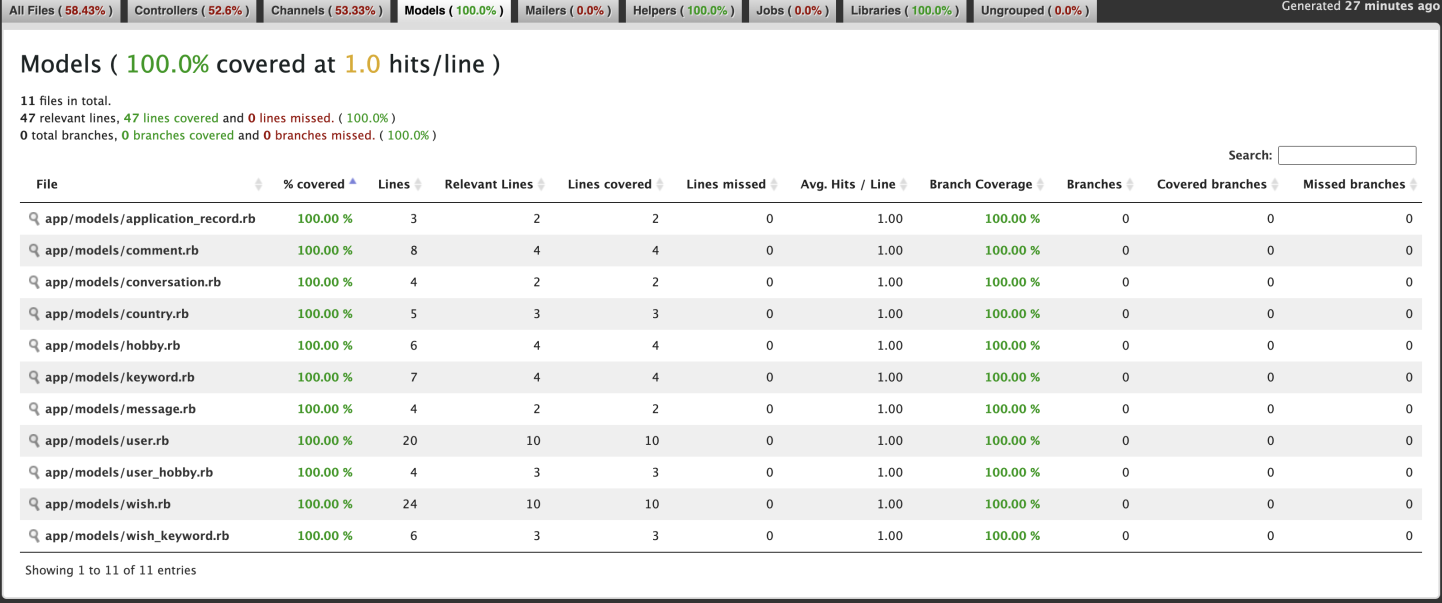 All Files ( 58.43% ) Controllers ( 52.6% ) Channels ( 53.33% ) Models ( 100.0% ) Mailers ( 0.0% ) Helpers ( 100.0% ) Jobs ( 0.0% ) Libraries ( 100.0% ) Ungrouped ( 0.0% ) Generated 27 minutes ago
Models ( 100.0% covered at 1.0 hits/line )
11 files in total.
47 relevant lines, 47 lines covered and 0 lines missed. ( 100.0% )
0 total branches, 0 branches covered and 0 branches missed. ( 100.0% )
Search:
File % covered Lines Relevant Lines Lines covered Lines missed Avg. Hits / Line Branch Coverage Branches Covered branches Missed branches
app/models/application_record.rb 100.00 % 3 2 2 0 1.00 100.00 % 0 0 0
app/models/comment.rb 100.00 % 8 4 4 0 1.00 100.00 % 0 0 0
app/models/conversation.rb 100.00 % 4 2 2 0 1.00 100.00 % 0 0 0
app/models/country.rb 100.00 % 5 3 3 0 1.00 100.00 % 0 0 0
app/models/hobby.rb 100.00 % 6 4 4 0 1.00 100.00 % 0 0 0
app/models/keyword.rb 100.00 % 7 4 4 0 1.00 100.00 % 0 0 0
app/models/message.rb 100.00 % 4 2 2 0 1.00 100.00 % 0 0 0
app/models/user.rb 100.00 % 20 10 10 0 1.00 100.00 % 0 0 0
app/models/user_hobby.rb 100.00 % 4 3 3 0 1.00 100.00 % 0 0 0
app/models/wish.rb 100.00 % 24 10 10 0 1.00 100.00 % 0 0 0
app/models/wish_keyword.rb 100.00 % 6 3 3 0 1.00 100.00 % 0 0 0
Showing 1 to 11 of 11 entries